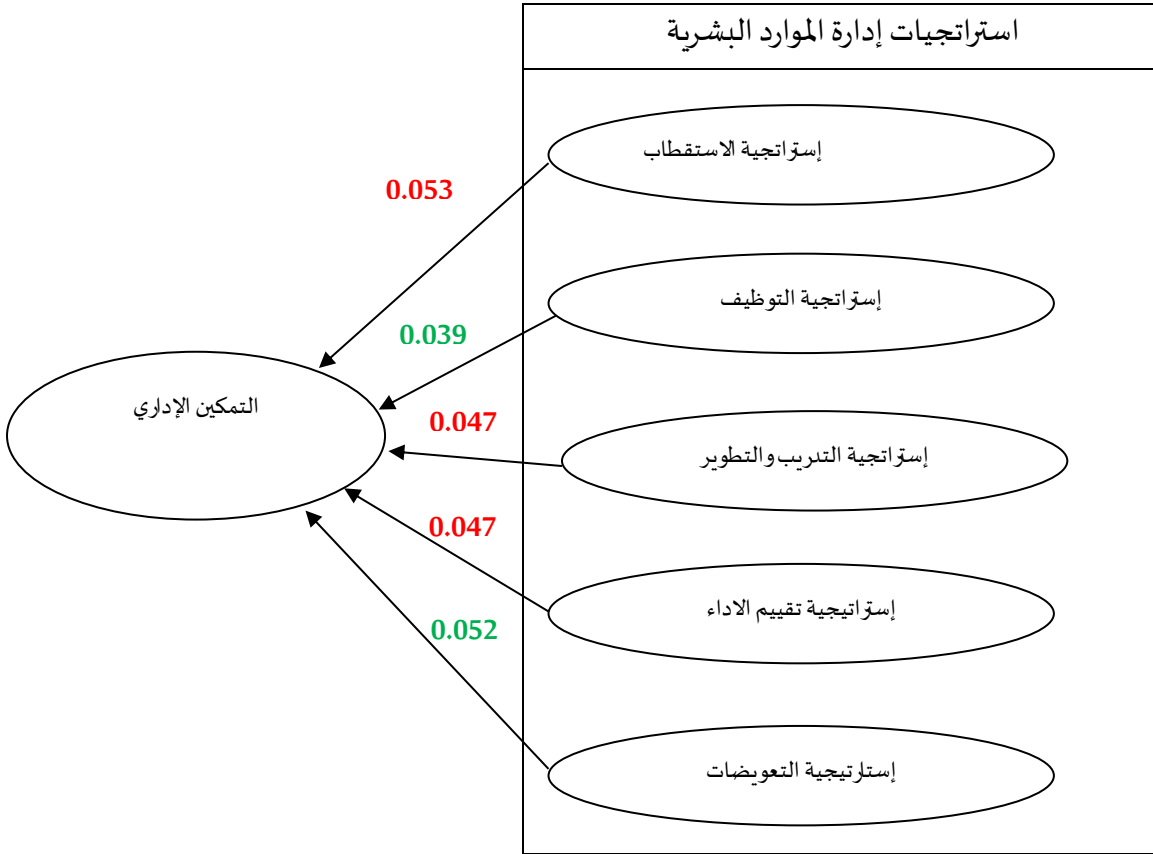 استراتجيات إدارة الموارد البشرية
إستراتجية الاستقطاب
0.053
إستراتجية التوظيف
0.039
التمكين الإداري
0.047
إستراتجية التدريب والتطوير
0.047
إستراتيجية تقييم الاداء
0.052
إستارتيجية التعويضات